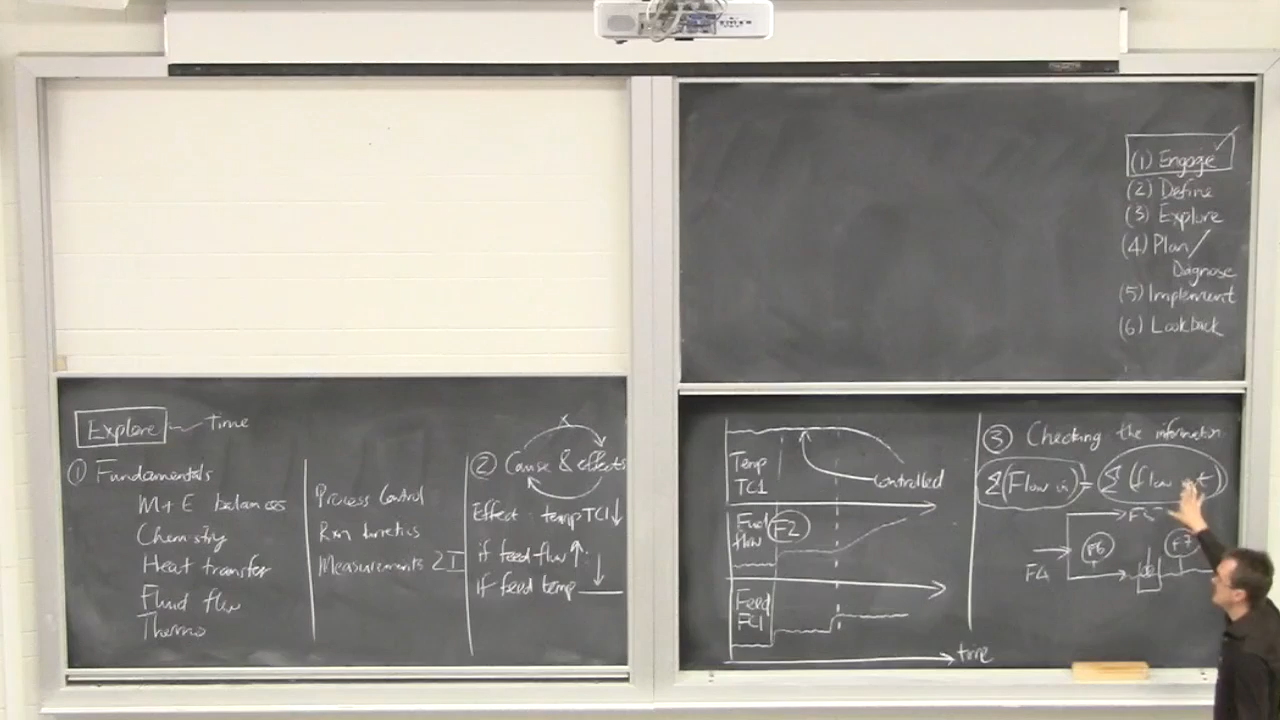 Explore
Time
① Fundamentals
M+E balances
Chemistry
Heat transfer
Fluid flow
Thermo
Process Control
Rxn kinetics
Measurements
② Cause & effects
x
Effect: temp TC1↓
if feed flow ↑ ↓
if feed temp
Temp
TC1
controlled
Fuel
flow
F2
Feed
FC1
time
③ Checking the information
Σ(Flow in) = Σ(flow
F5
F6
F7
F4
(1) Engage ✓
(2) Define
(3) Explore
(4) Plan/
Diagnose
(5) Implement
(6) Lookback